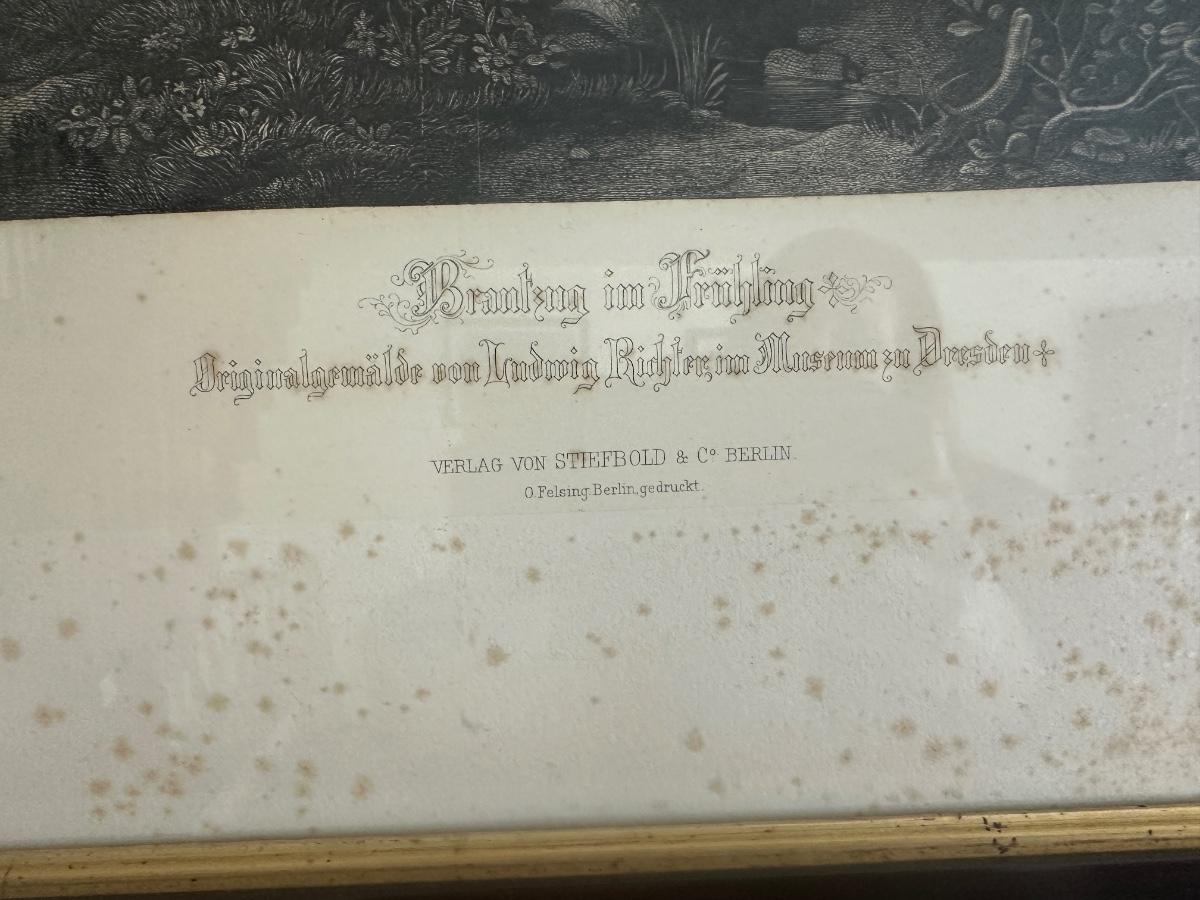 Brautzug im Frühling
Originalgemälde von Ludwig Richter, im Museum zu Dresden
VERLAG VON STIEFBOLD & Co. BERLIN.
O. Felsing. Berlin, gedruckt.